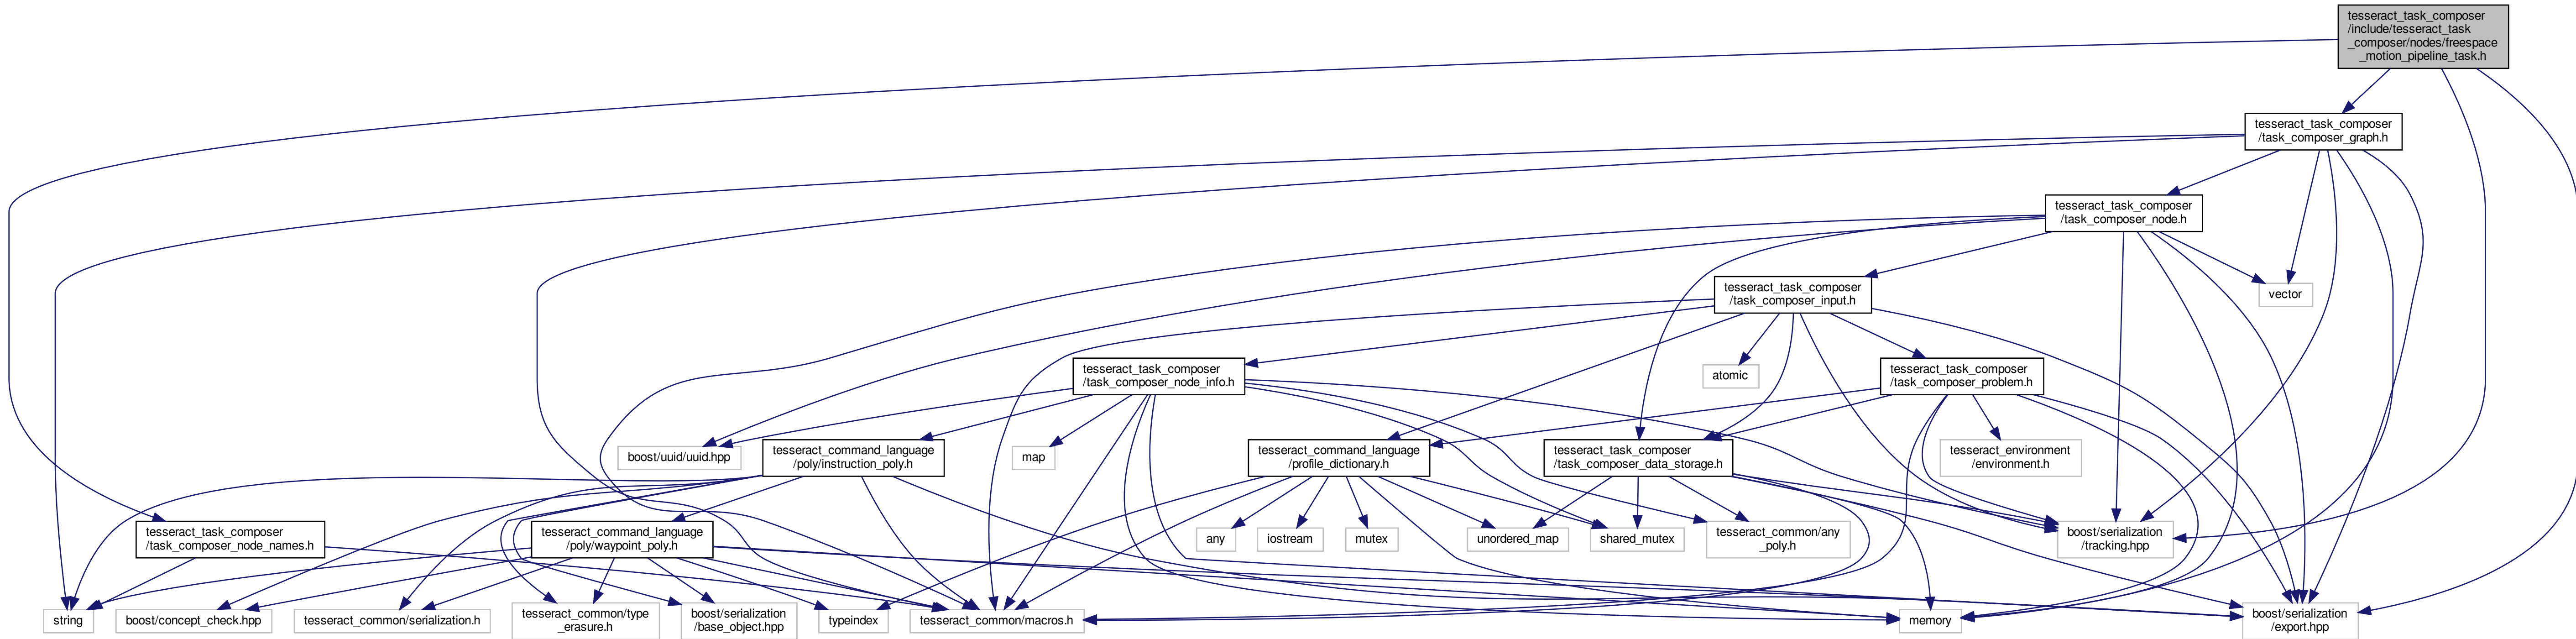 tesseract_task_composer
/include/tesseract_task
_composer/nodes/freespace
_motion_pipeline_task.h
tesseract_task_composer
/task_composer_graph.h
tesseract_task_composer
/task_composer_node.h
tesseract_task_composer
/task_composer_input.h
vector
tesseract_task_composer
/task_composer_node_info.h
atomic
tesseract_task_composer
/task_composer_problem.h
boost/uuid/uuid.hpp
tesseract_command_language
/poly/instruction_poly.h
map
tesseract_command_language
/profile_dictionary.h
tesseract_task_composer
/task_composer_data_storage.h
tesseract_environment
/environment.h
tesseract_task_composer
/task_composer_node_names.h
tesseract_command_language
/poly/waypoint_poly.h
any
iostream
mutex
unordered_map
shared_mutex
tesseract_common/any
_poly.h
boost/serialization
/tracking.hpp
string
boost/concept_check.hpp
tesseract_common/serialization.h
tesseract_common/type
_erasure.h
boost/serialization
/base_object.hpp
typeindex
tesseract_common/macros.h
memory
boost/serialization
/export.hpp